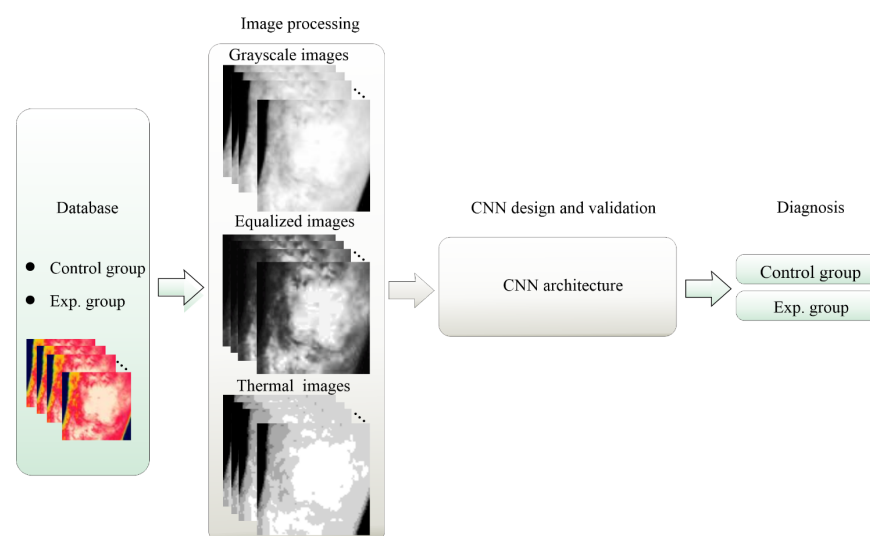 Image processing
Grayscale images
Database
● Control group
● Exp. group
Equalized images
Thermal images
CNN design and validation
CNN architecture
Diagnosis
Control group
Exp. group